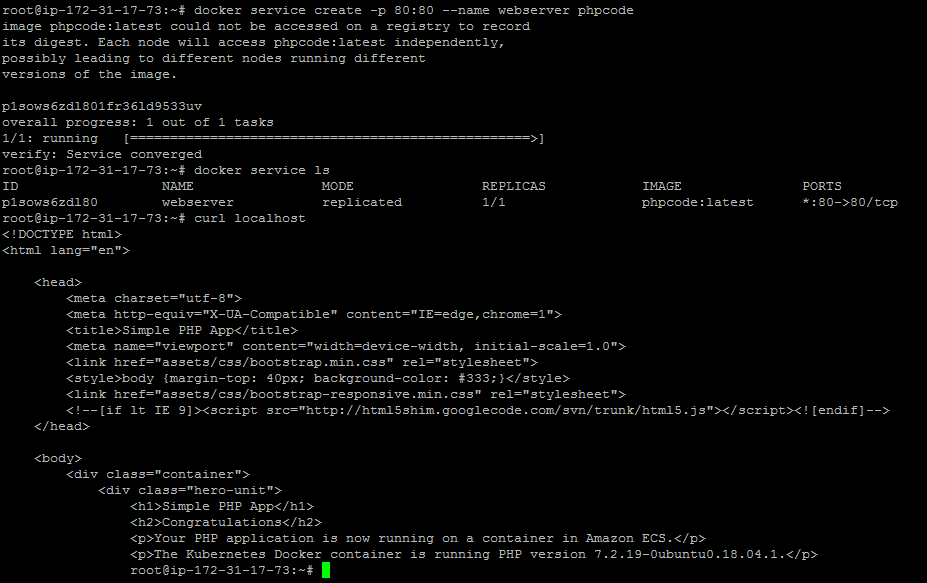 root@ip-172-31-17-73:~# docker service create -p 80:80 --name webserver phpcode
image phpcode:latest could not be accessed on a registry to record
its digest. Each node will access phpcode:latest independently,
possibly leading to different nodes running different
versions of the image.

p1sows6zdl801fr36ld9533uv
overall progress: 1 out of 1 tasks
1/1: running   [==================================================>]
verify: Service converged
root@ip-172-31-17-73:~# docker service ls
ID                  NAME                MODE                REPLICAS            IMAGE               PORTS
p1sows6zdl80        webserver           replicated          1/1                 phpcode:latest      *:80->80/tcp
root@ip-172-31-17-73:~# curl localhost
<!DOCTYPE html>
<html lang="en">

    <head>
        <meta charset="utf-8">
        <meta http-equiv="X-UA-Compatible" content="IE=edge,chrome=1">
        <title>Simple PHP App</title>
        <meta name="viewport" content="width=device-width, initial-scale=1.0">
        <link href="assets/css/bootstrap.min.css" rel="stylesheet">
        <style>body {margin-top: 40px; background-color: #333;}</style>
        <link href="assets/css/bootstrap-responsive.min.css" rel="stylesheet">
        <!--[if lt IE 9]><script src="http://html5shim.googlecode.com/svn/trunk/html5.js"></script><![endif]-->
    </head>

    <body>
        <div class="container">
            <div class="hero-unit">
                <h1>Simple PHP App</h1>
                <h2>Congratulations</h2>
                <p>Your PHP application is now running on a container in Amazon ECS.</p>
                <p>The Kubernetes Docker container is running PHP version 7.2.19-0ubuntu0.18.04.1.</p>
                root@ip-172-31-17-73:~#